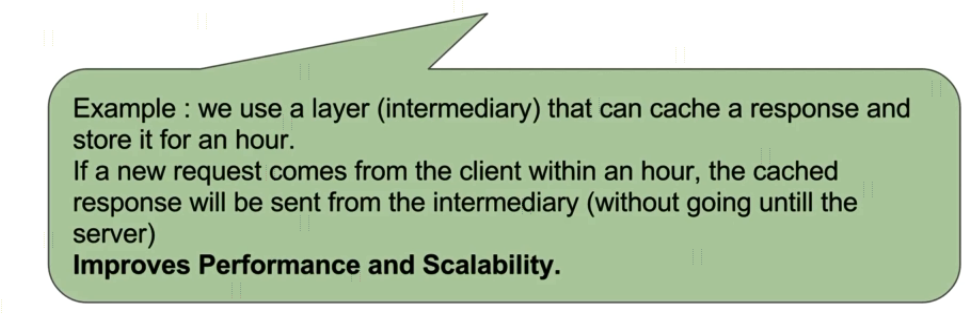 Example : we use a layer (intermediary) that can cache a response and
store it for an hour.
If a new request comes from the client within an hour, the cached
response will be sent from the intermediary (without going untill the
server)
Improves Performance and Scalability.